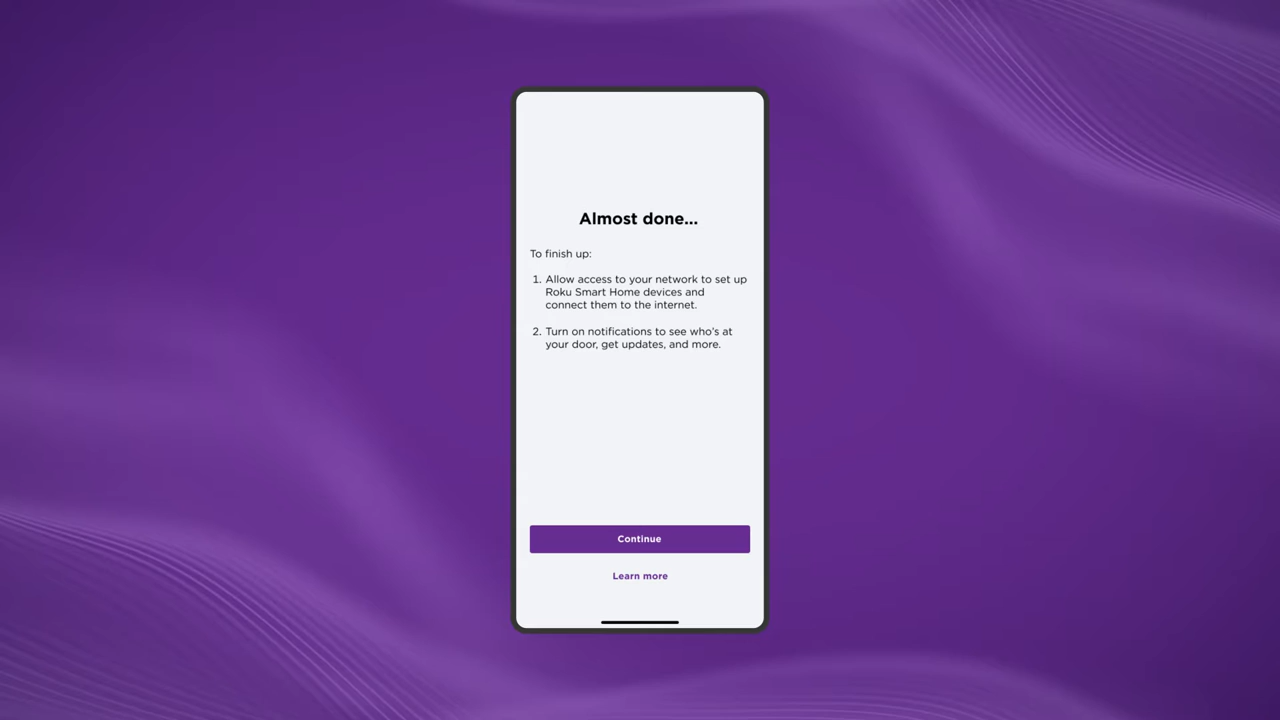 Almost done...
To finish up:
1. Allow access to your network to set up
Roku Smart Home devices and
connect them to the internet.
2. Turn on notifications to see who's at
your door, get updates, and more.
Continue
Learn more